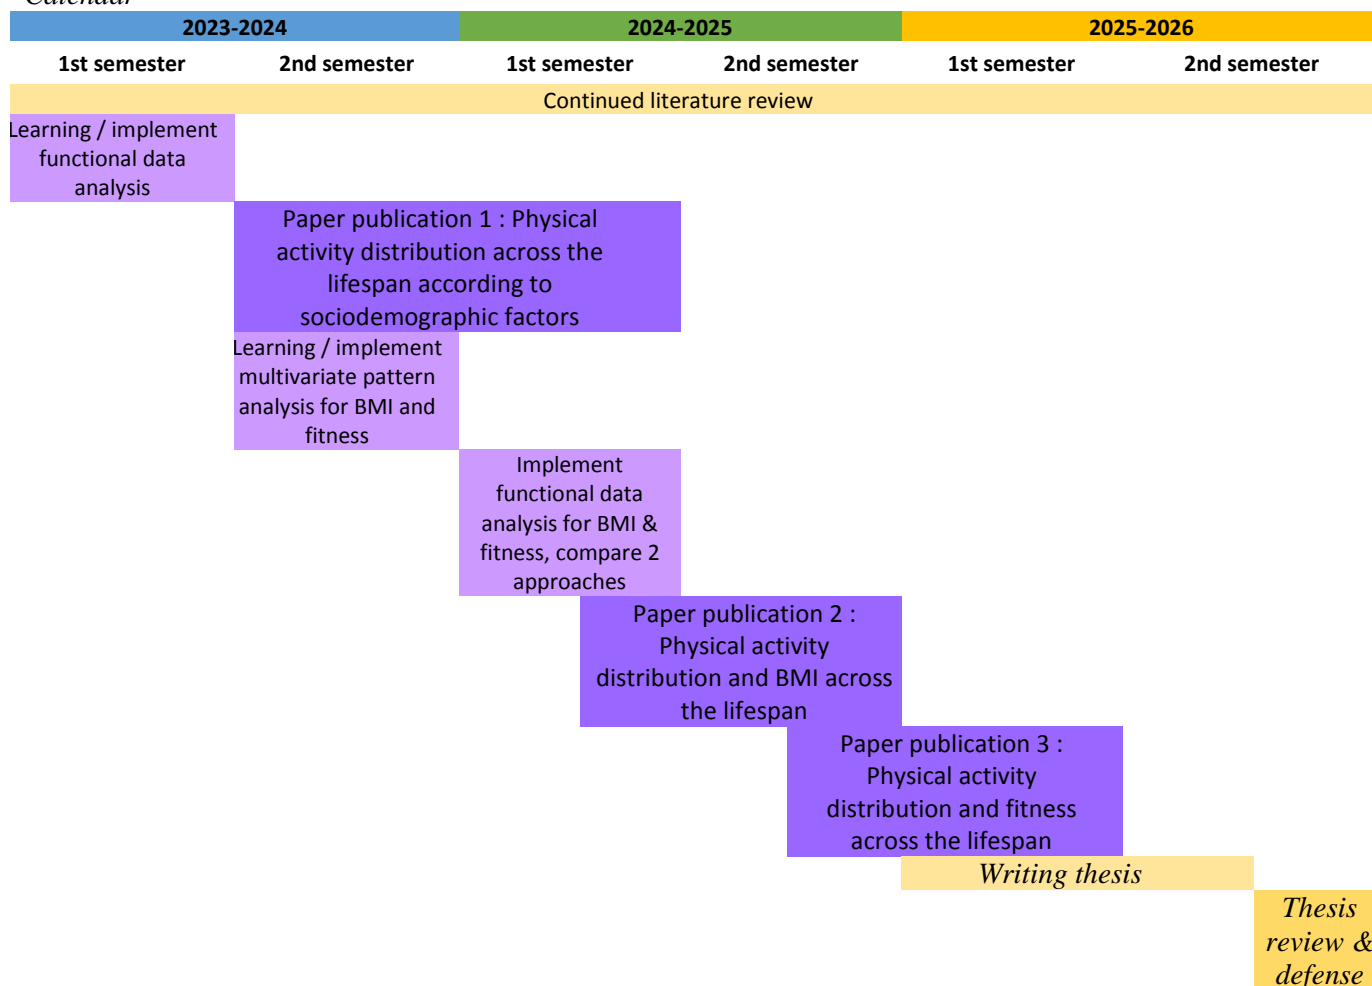 Calendar
2023-2024 2024-2025 2025-2026
1st semester 2nd semester 1st semester 2nd semester 1st semester 2nd semester
Continued literature review
Learning / implement
functional data
analysis
Paper publication 1 : Physical
activity distribution across the
lifespan according to
sociodemographic factors
Learning / implement
multivariate pattern
analysis for BMI and
fitness
Implement
functional data
analysis for BMI &
fitness, compare 2
approaches
Paper publication 2 :
Physical activity
distribution and BMI across
the lifespan
Paper publication 3 :
Physical activity
distribution and fitness
across the lifespan
Writing thesis
Thesis
review &
defense